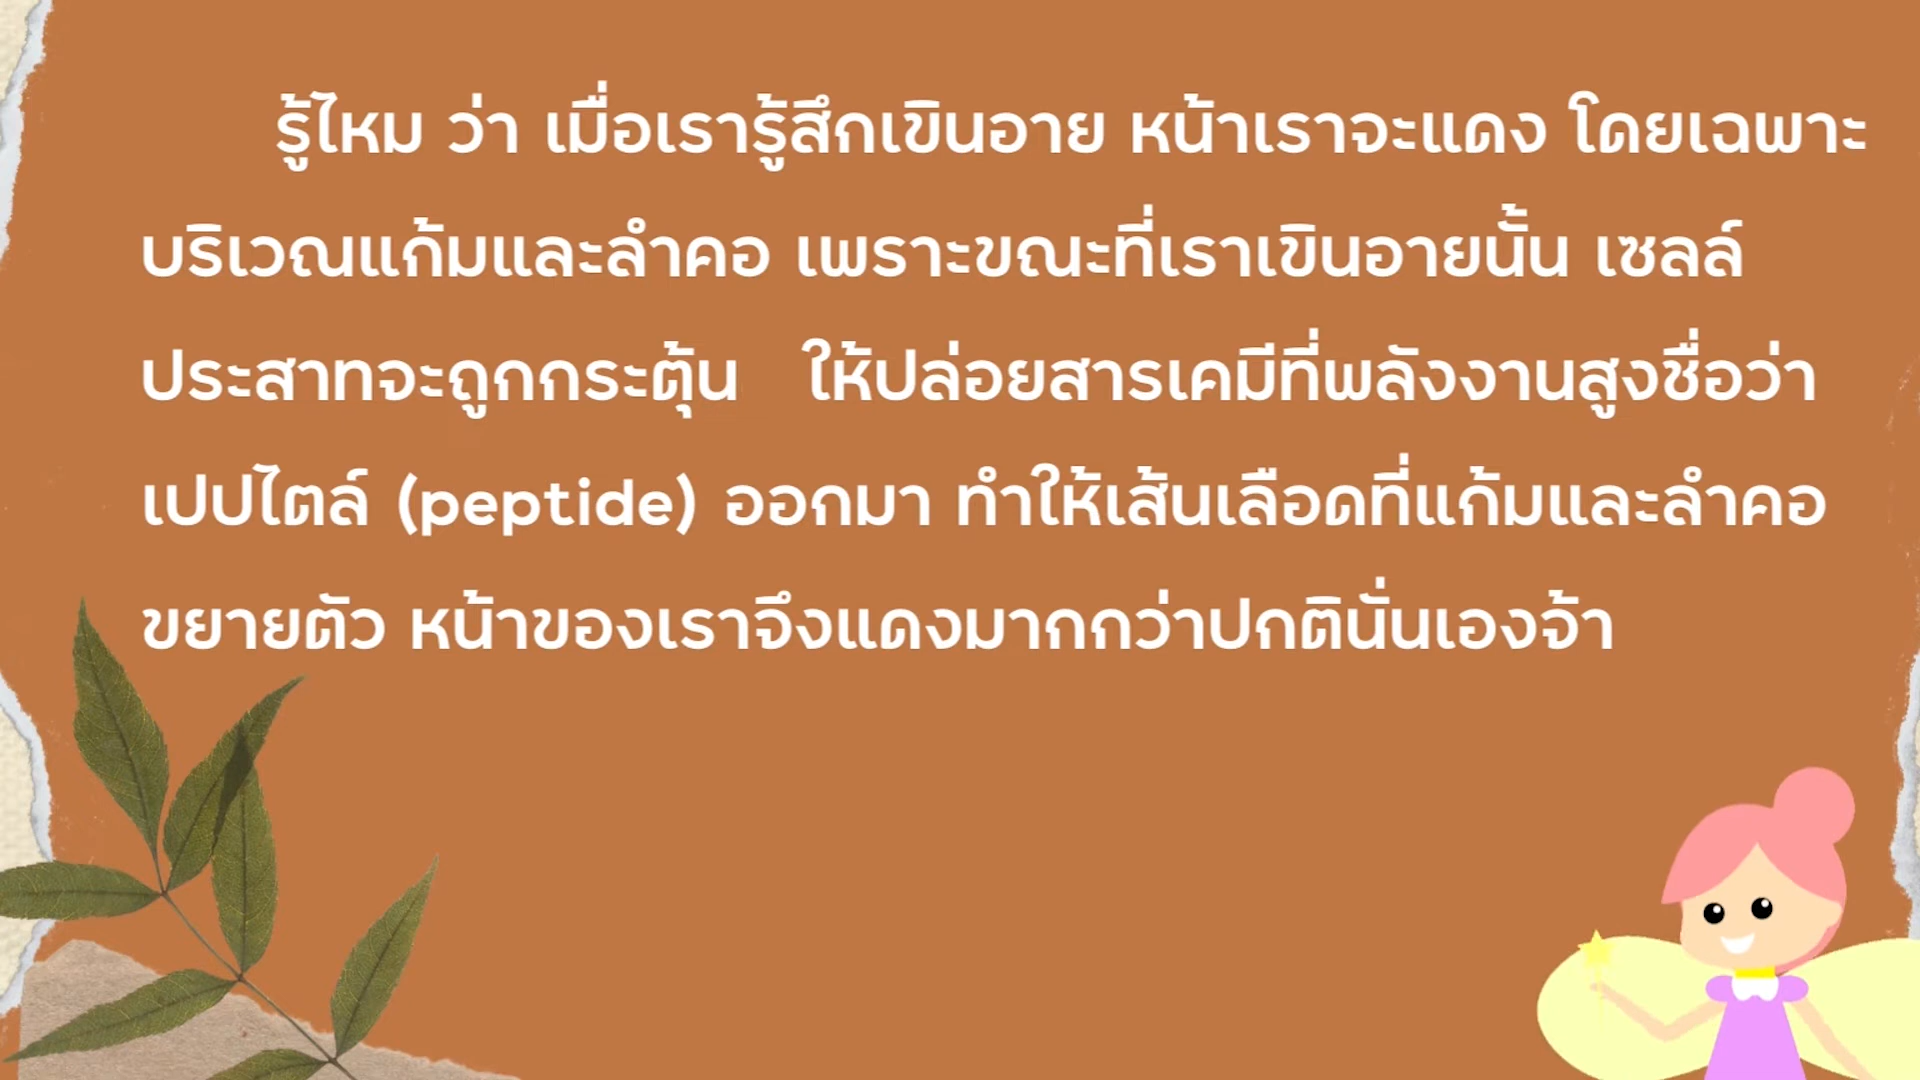 รู้ไหม ว่า เมื่อเรารู้สึกเขินอาย หน้าเราจะแดง โดยเฉพาะ
บริเวณแก้มและลำคอ เพราะขณะที่เราเขินอายนั้น เซลล์
ประสาทจะถูกกระตุ้น ให้ปล่อยสารเคมีที่พลังงานสูงชื่อว่า
เปปไตล์ (peptide) ออกมา ทำให้เส้นเลือดที่แก้มและลำคอ
ขยายตัว หน้าของเราจึงแดงมากกว่าปกตินั่นเองจ้า